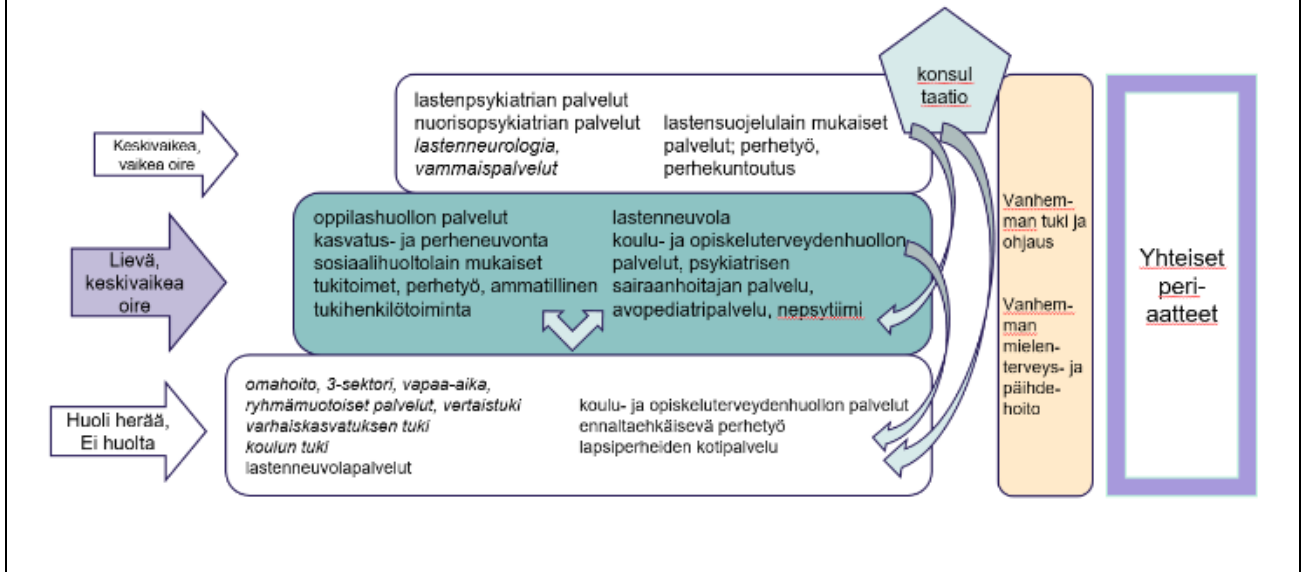 konsul
taatio
Keskivaikea,
vaikea oire
lastenpsykiatrian palvelut
nuorisopsykiatrian palvelut
lastenneurologia,
vammaispalvelut
lastensuojelulain mukaiset
palvelut; perhetyö,
perhekuntoutus
Lievä,
keskivaikea
oire
oppilashuollon palvelut
kasvatus- ja perheneuvonta
sosiaalihuoltolain mukaiset
tukitoimet, perhetyö, ammatillinen
tukihenkilötoiminta
lastenneuvola
koulu- ja opiskeluterveydenhuollon
palvelut, psykiatrisen
sairaanhoitajan palvelu,
avopediatripalvelu, nepsytiimi
Huoli herää,
Ei huolta
omahoito, 3-sektori, vapaa-aika,
ryhmämuotoiset palvelut, vertaistuki
varhaiskasvatuksen tuki
koulun tuki
lastenneuvolapalvelut
koulu- ja opiskeluterveydenhuollon palvelut
ennaltaehkäisevä perhetyö
lapsiperheiden kotipalvelu
Vanhem-
man tuki ja
ohjaus
Vanhem-
man
mielen-
terveys- ja
päihde-
hoito
Yhteiset
peri-
aatteet